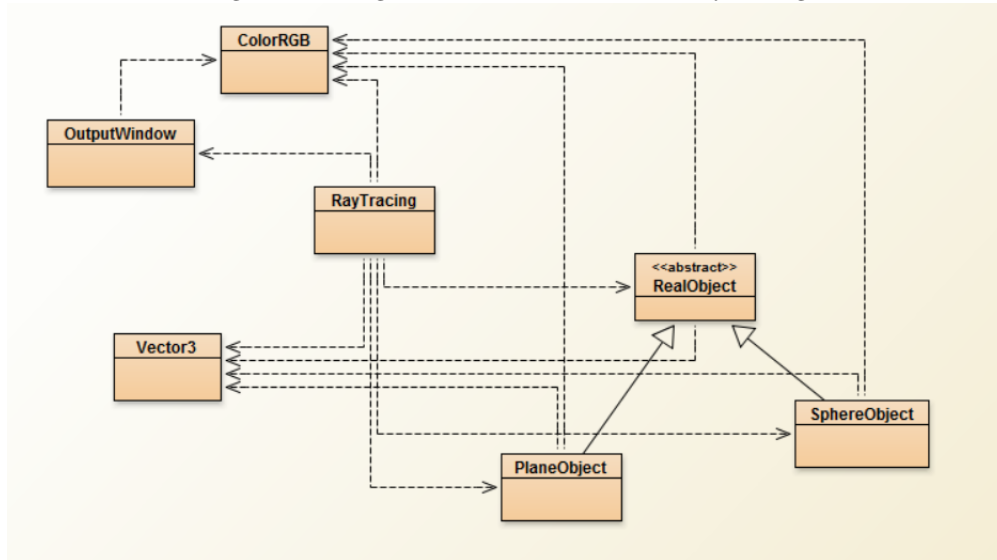 ColorRGB
OutputWindow
RayTracing
<<abstract>>
RealObject
Vector3
SphereObject
PlaneObject